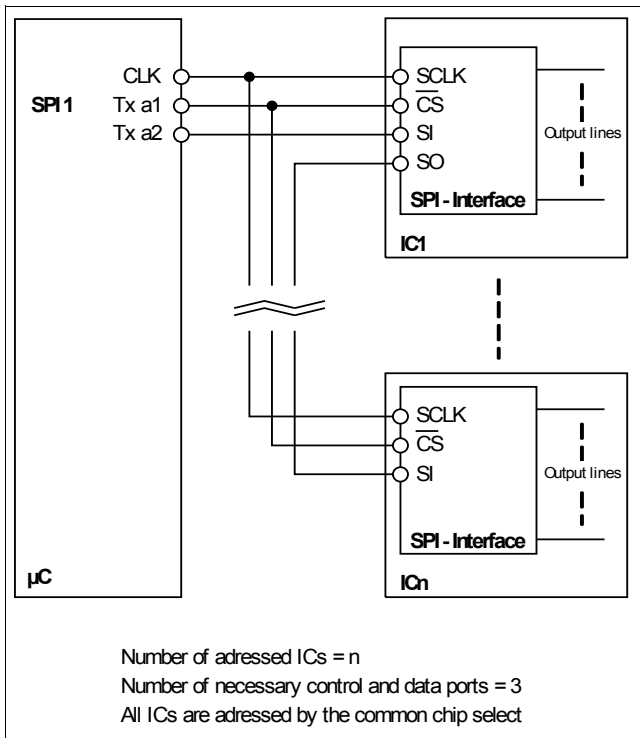 SPI 1
CLK
Tx a1
Tx a2
µC
SCLK
CS
SI
SO
SPI - Interface
IC1
Output lines
SCLK
CS
SI
SPI - Interface
ICn
Output lines
Number of adressed ICs = n
Number of necessary control and data ports = 3
All ICs are adressed by the common chip select